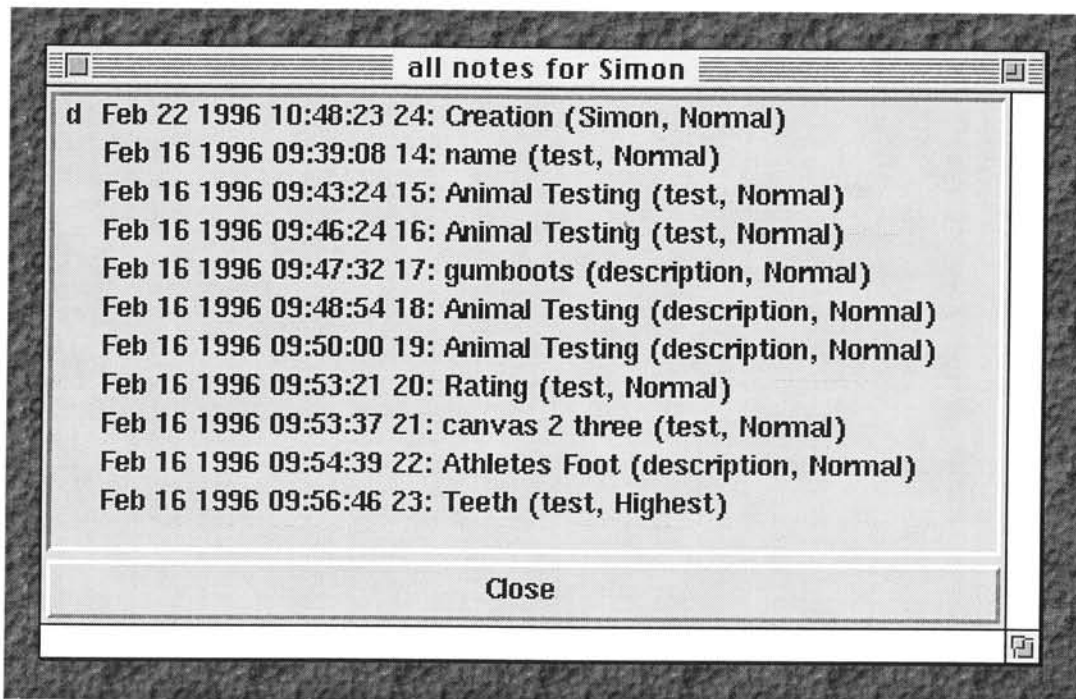 all notes for Simon
d Feb 22 1996 10:48:23 24: Creation (Simon, Normal)
Feb 16 1996 09:39:08 14: name (test, Normal)
Feb 16 1996 09:43:24 15: Animal Testing (test, Normal)
Feb 16 1996 09:46:24 16: Animal Testing (test, Normal)
Feb 16 1996 09:47:32 17: gumboots (description, Normal)
Feb 16 1996 09:48:54 18: Animal Testing (description, Normal)
Feb 16 1996 09:50:00 19: Animal Testing (description, Normal)
Feb 16 1996 09:53:21 20: Rating (test, Normal)
Feb 16 1996 09:53:37 21: canvas 2 three (test, Normal)
Feb 16 1996 09:54:39 22: Athletes Foot (description, Normal)
Feb 16 1996 09:56:46 23: Teeth (test, Highest)
Close